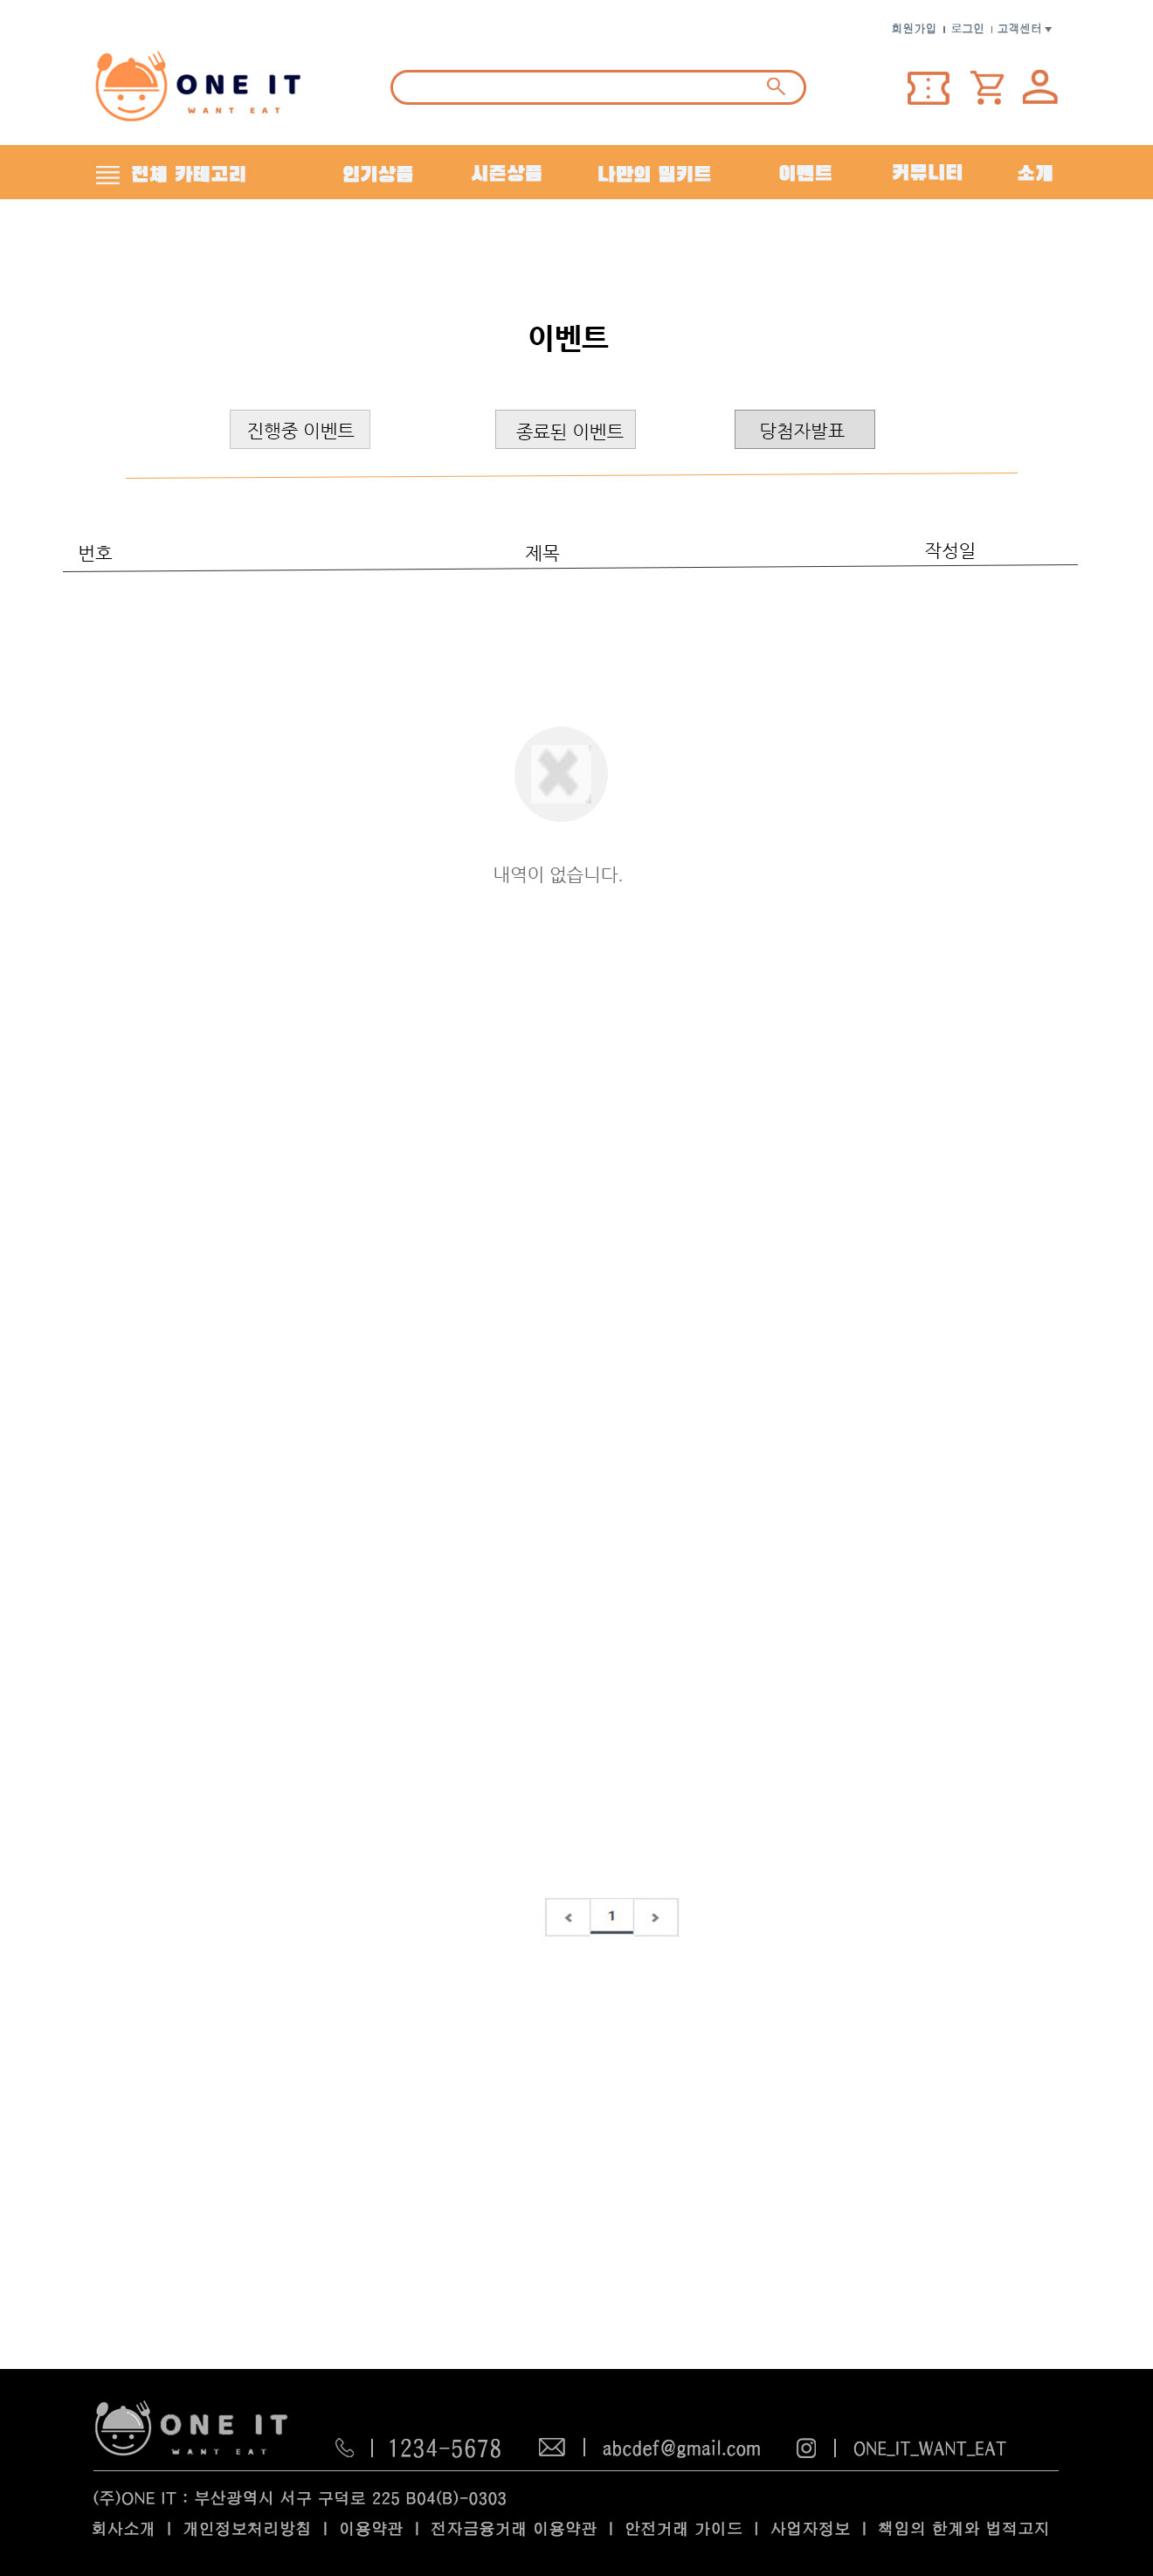 회원가입 | 로그인 | 고객센터 ▼
ONE IT
WANT EAT
전체 카테고리 인기상품 시즌상품 나만의 밀키트 이벤트 커뮤니티 소개
이벤트
진행중 이벤트 종료된 이벤트 당첨자발표
번호 제목 작성일
내역이 없습니다.
< 1 >
ONE IT
WANT EAT
| 1234-5678 | abcdef@gmail.com | ONE_IT_WANT_EAT
(주)ONE IT : 부산광역시 서구 구덕로 225 B04(B)-0303
회사소개 | 개인정보처리방침 | 이용약관 | 전자금융거래 이용약관 | 안전거래 가이드 | 사업자정보 | 책임의 한계와 법적고지